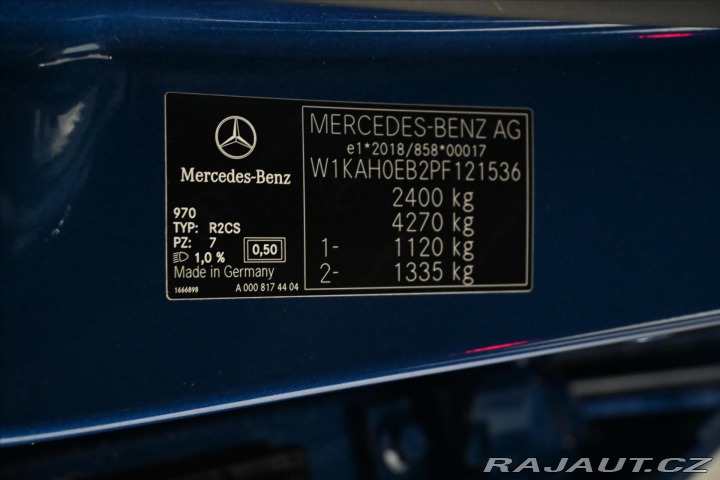 Mercedes-Benz
970
TYP: R2CS
PZ: 7
1,0 % 0,50
Made in Germany
1666898 A 000 817 44 04
MERCEDES-BENZ AG
e1*2018/858*00017
W1KAH0EB2PF121536
2400 kg
4270 kg
1- 1120 kg
2- 1335 kg
RAJAUT.CZ